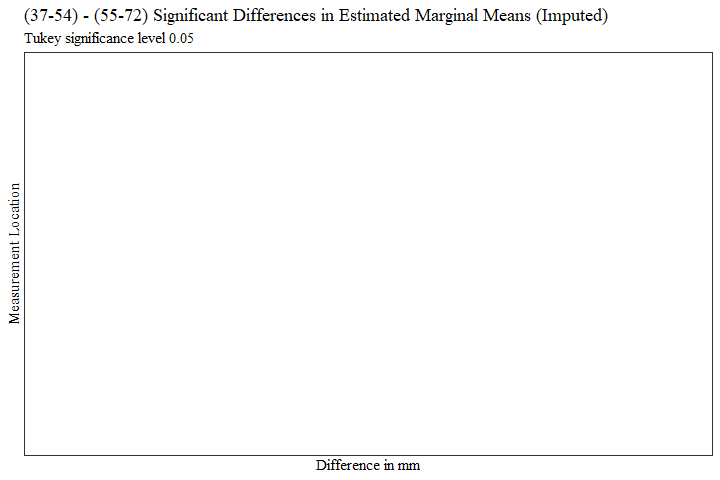 (37-54) - (55-72) Significant Differences in Estimated Marginal Means (Imputed)
Tukey significance level 0.05
Measurement Location
Difference in mm